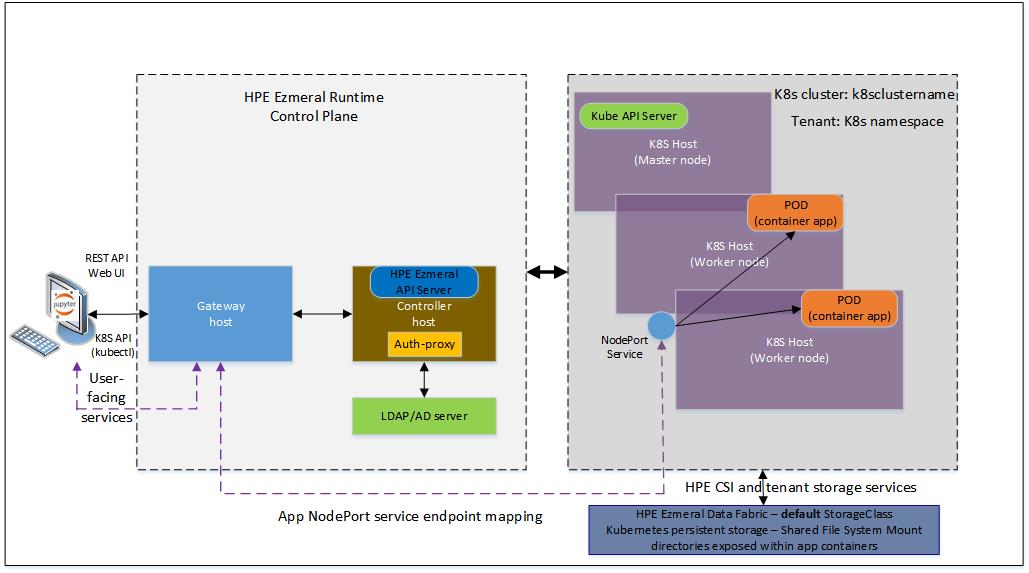 HPE Ezmeral Runtime
Control Plane
K8s cluster: k8sclustername
Tenant: K8s namespace
Kube API Server
K8S Host
(Master node)
POD
(container app)
K8S Host
(Worker node)
POD
(container app)
K8S Host
(Worker node)
NodePort
Service
REST API
Web UI
jupyter
K8S API
(kubectl)
User-
facing
services
Gateway
host
HPE Ezmeral
API Server
Controller
host
Auth-proxy
LDAP/AD server
App NodePort service endpoint mapping
HPE CSI and tenant storage services
HPE Ezmeral Data Fabric – default StorageClass
Kubernetes persistent storage – Shared File System Mount
directories exposed within app containers